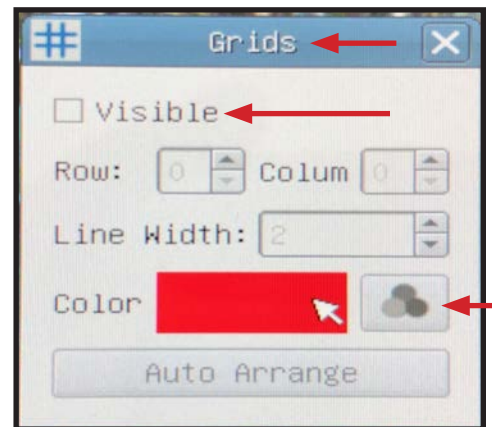 Grids
Visible
Row: 0 Colum 0
Line Width: 2
Color
Auto Arrange